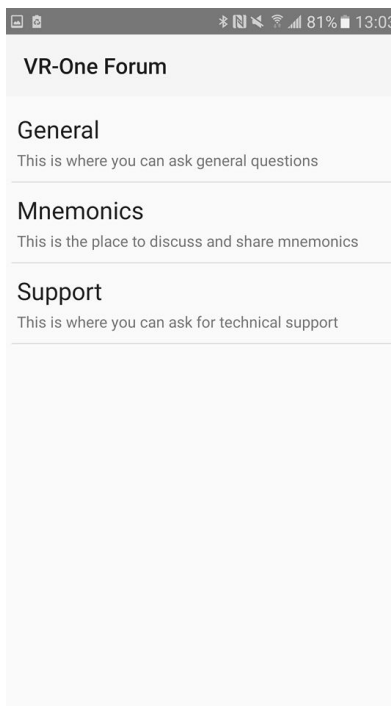 81% 13:03
VR-One Forum
General
This is where you can ask general questions
Mnemonics
This is the place to discuss and share mnemonics
Support
This is where you can ask for technical support